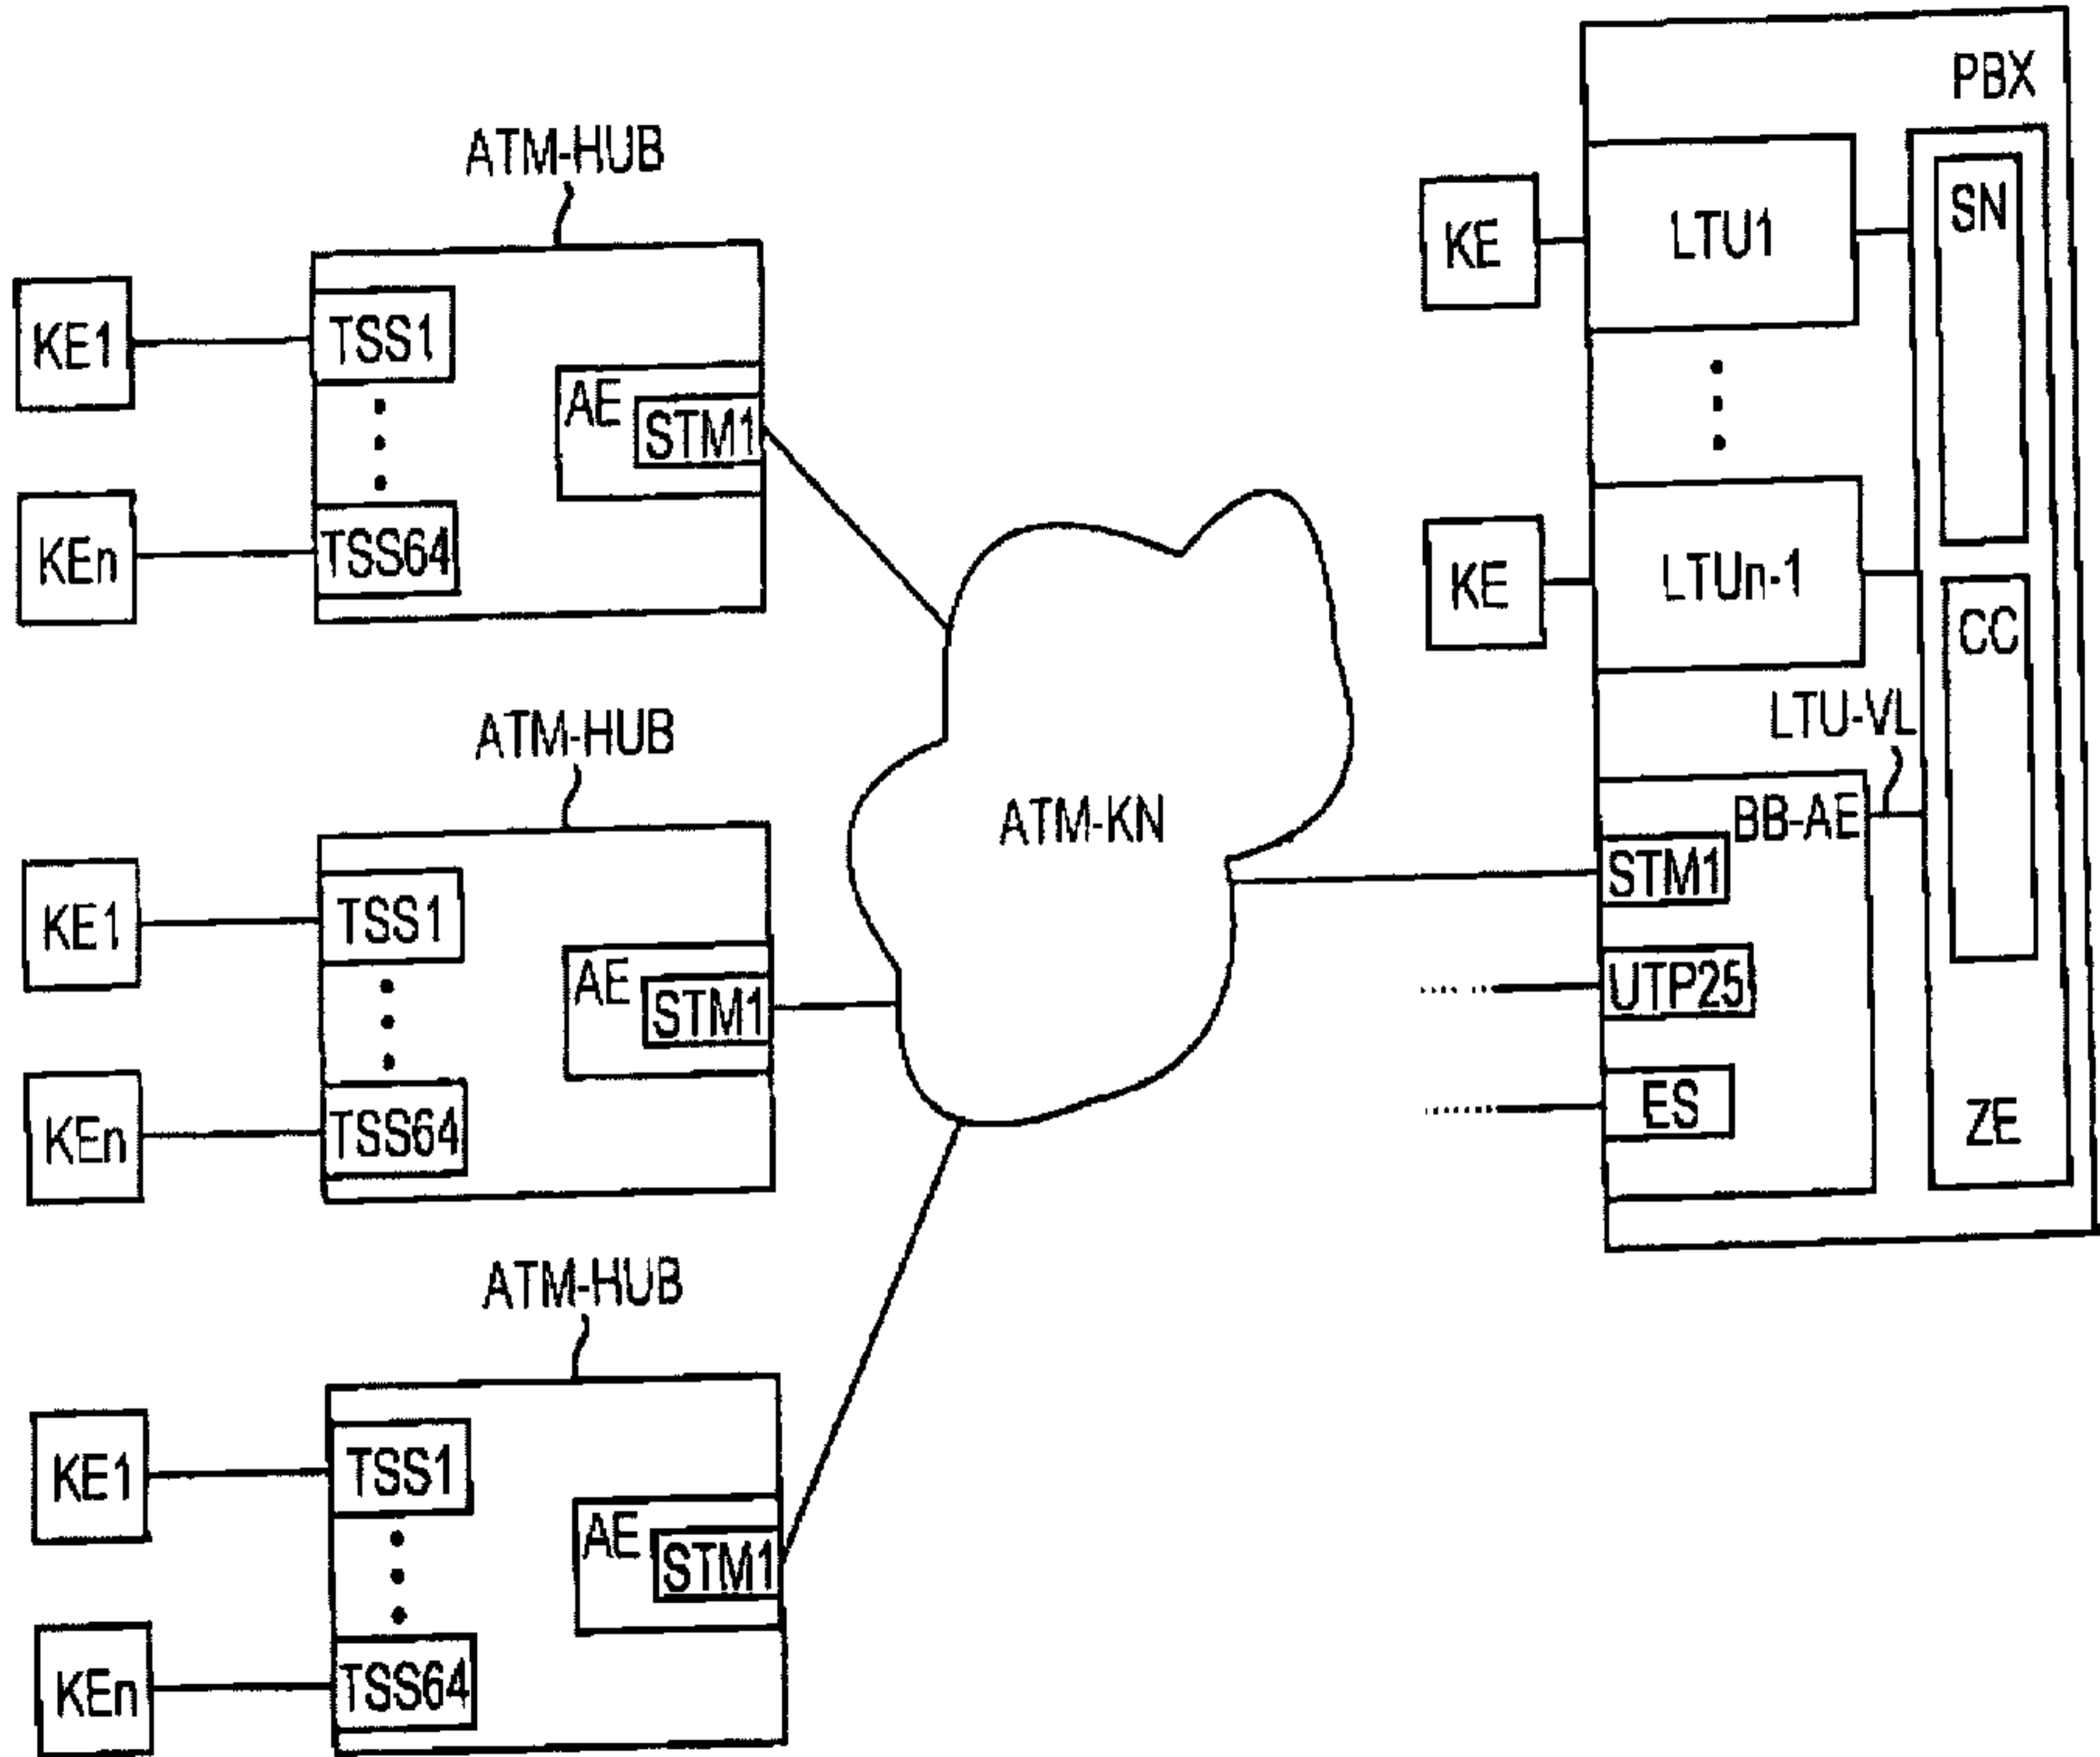 ATM-HUB
KE1
TSS1
AE
STM1
KEn
TSS64
ATM-HUB
KE1
TSS1
AE
STM1
KEn
TSS64
ATM-HUB
KE1
TSS1
AE
STM1
KEn
TSS64
ATM-KN
PBX
KE
LTU1
SN
KE
LTUn-1
CC
LTU-VL
BB-AE
STM1
UTP25
ES
ZE